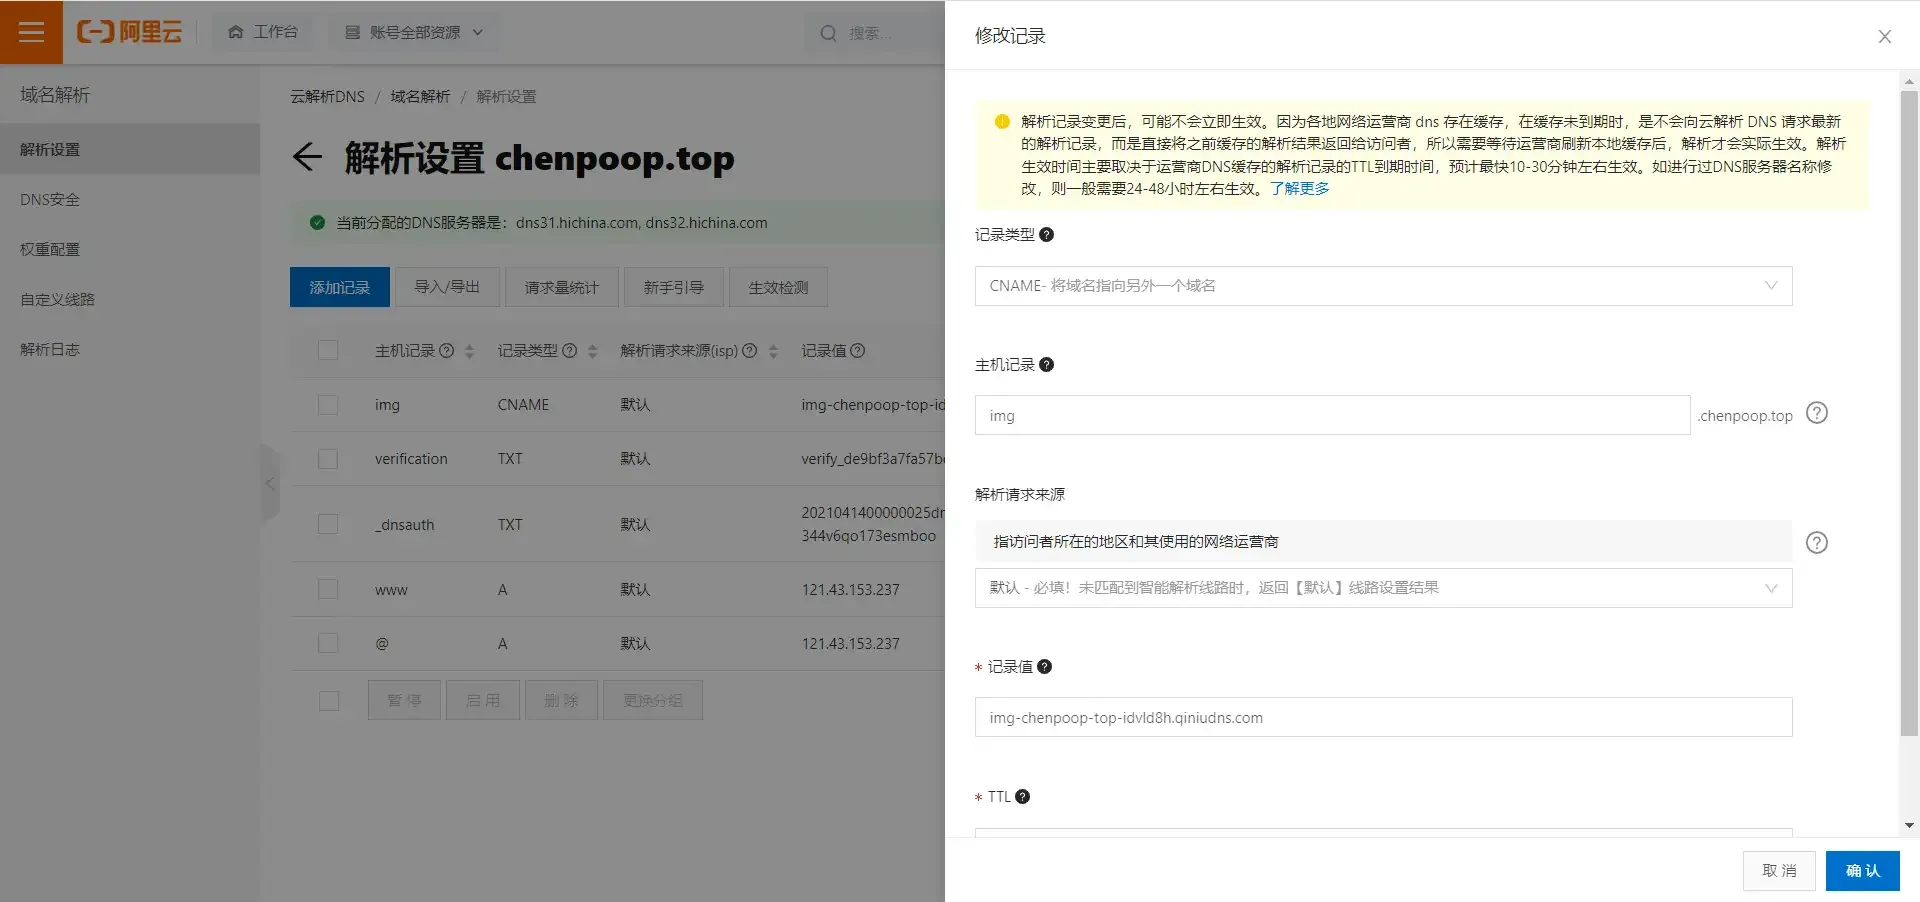 阿里云
工作台
账号全部资源
搜索...
域名解析
解析设置
DNS安全
权重配置
自定义线路
解析日志
云解析DNS / 域名解析 / 解析设置
解析设置 chenpoop.top
当前分配的DNS服务器是：dns31.hichina.com, dns32.hichina.com
添加记录 导入/导出 请求量统计 新手引导 生效检测
主机记录 记录类型 解析请求来源(isp) 记录值
img CNAME 默认 img-chenpoop-top-id
verification TXT 默认 verify_de9bf3a7fa57b
_dnsauth TXT 默认 2021041400000025dn
344v6qo173esmboo
www A 默认 121.43.153.237
@ A 默认 121.43.153.237
暂 停 启 用 删 除 更换分组
修改记录
解析记录变更后，可能不会立即生效。因为各地网络运营商 dns 存在缓存，在缓存未到期时，是不会向云解析 DNS 请求最新
的解析记录，而是直接将之前缓存的解析结果返回给访问者，所以需要等待运营商刷新本地缓存后，解析才会实际生效。解析
生效时间主要取决于运营商DNS缓存的解析记录的TTL到期时间，预计最快10-30分钟左右生效。如进行过DNS服务器名称修
改，则一般需要24-48小时左右生效。了解更多
记录类型
CNAME- 将域名指向另外一个域名
主机记录
img .chenpoop.top
解析请求来源
指访问者所在的地区和其使用的网络运营商
默认 - 必填！未匹配到智能解析线路时，返回【默认】线路设置结果
* 记录值
img-chenpoop-top-idvld8h.qiniudns.com
* TTL
取 消 确 认